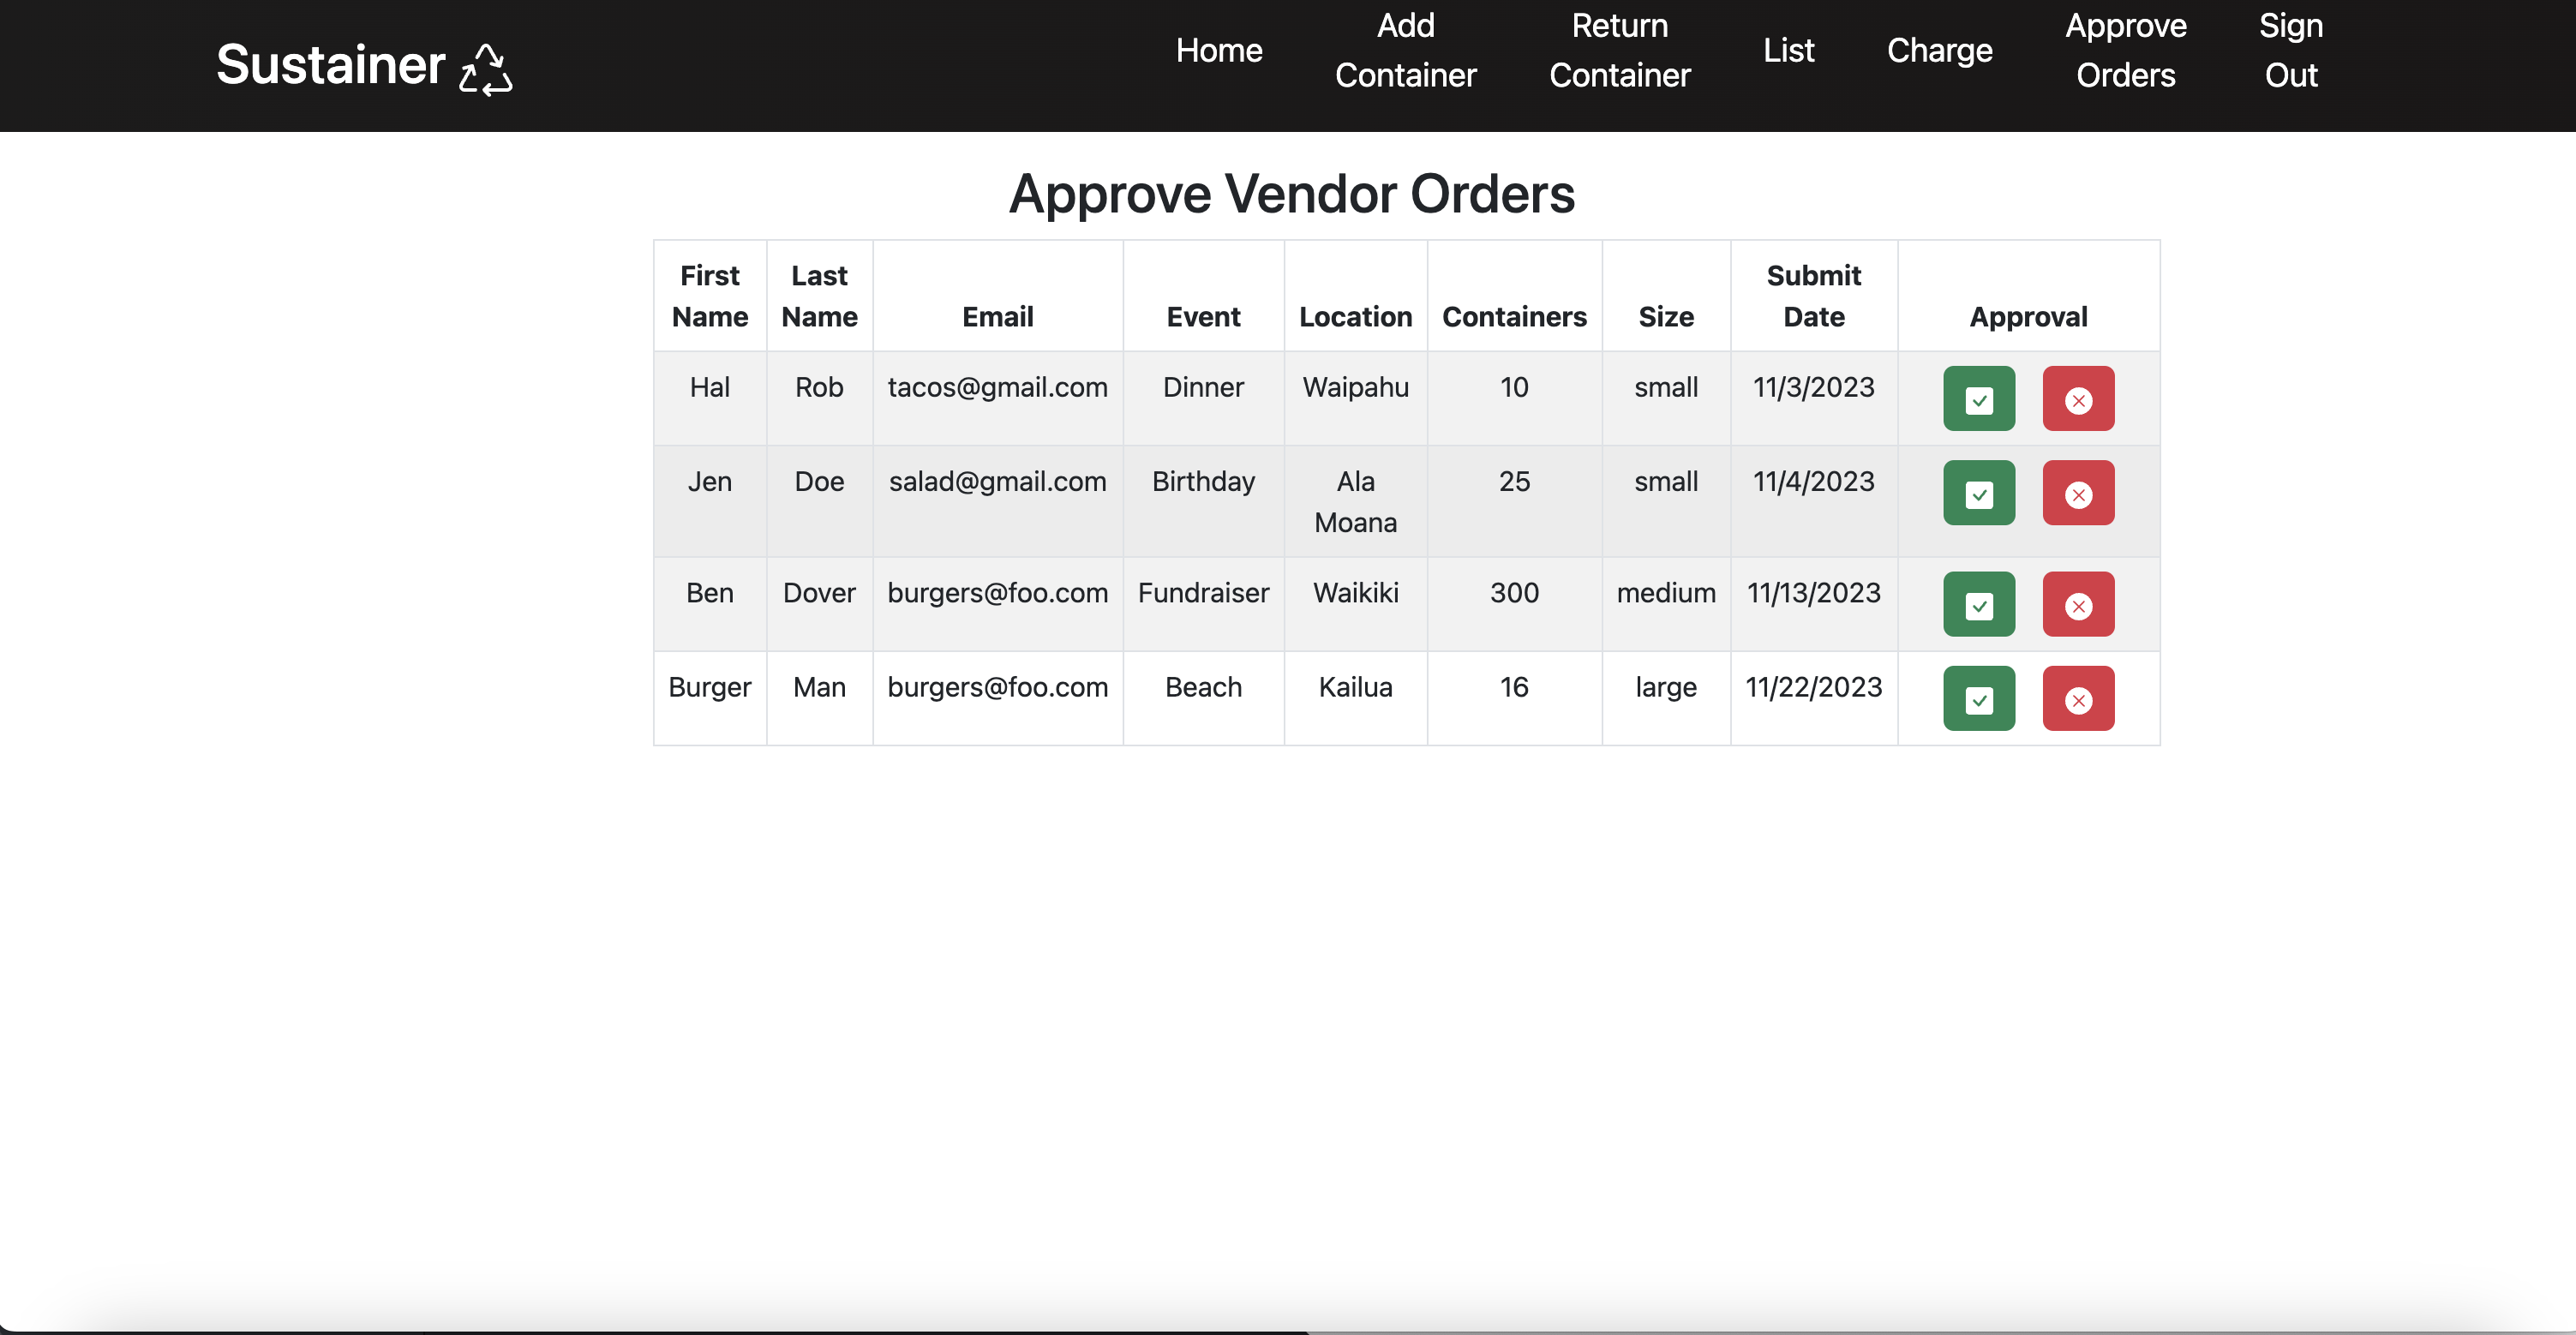 Sustainer
Home
Add
Container
Return
Container
List
Charge
Approve
Orders
Sign
Out
Approve Vendor Orders
First Name Last Name Email Event Location Containers Size Submit Date Approval
Hal Rob tacos@gmail.com Dinner Waipahu 10 small 11/3/2023
Jen Doe salad@gmail.com Birthday Ala Moana 25 small 11/4/2023
Ben Dover burgers@foo.com Fundraiser Waikiki 300 medium 11/13/2023
Burger Man burgers@foo.com Beach Kailua 16 large 11/22/2023